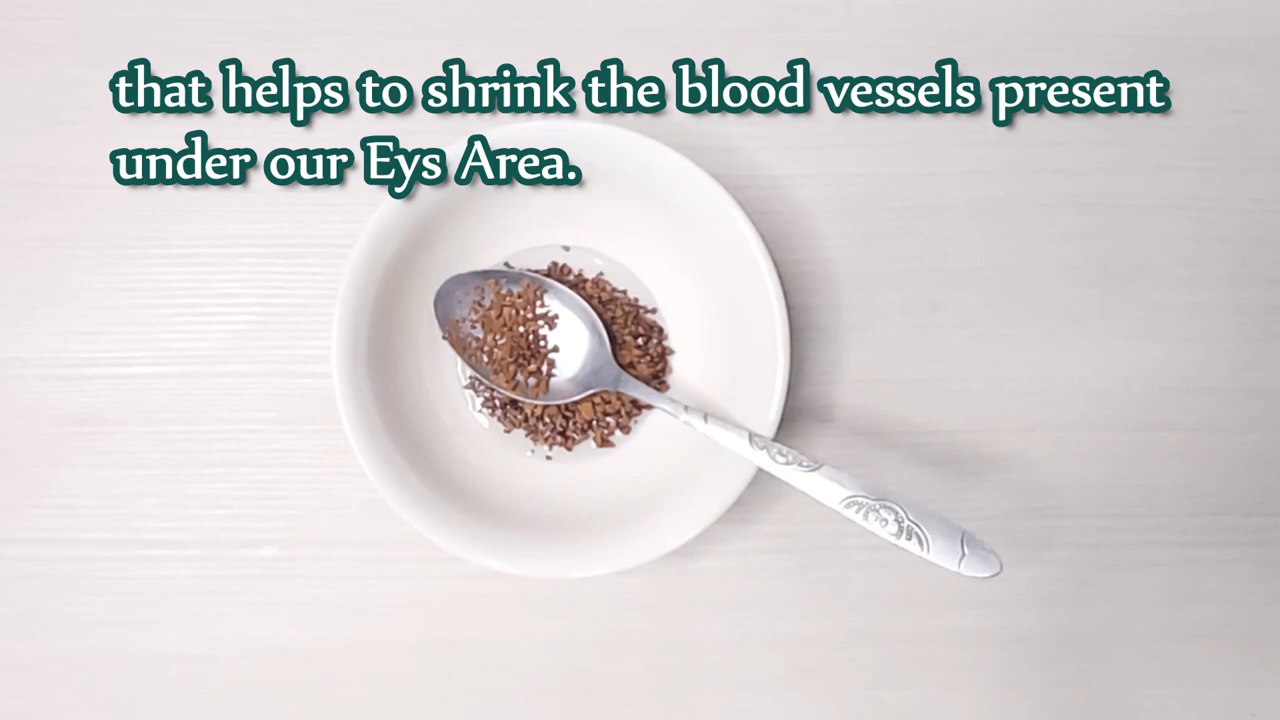 that helps to shrink the blood vessels present
under our Eys Area.